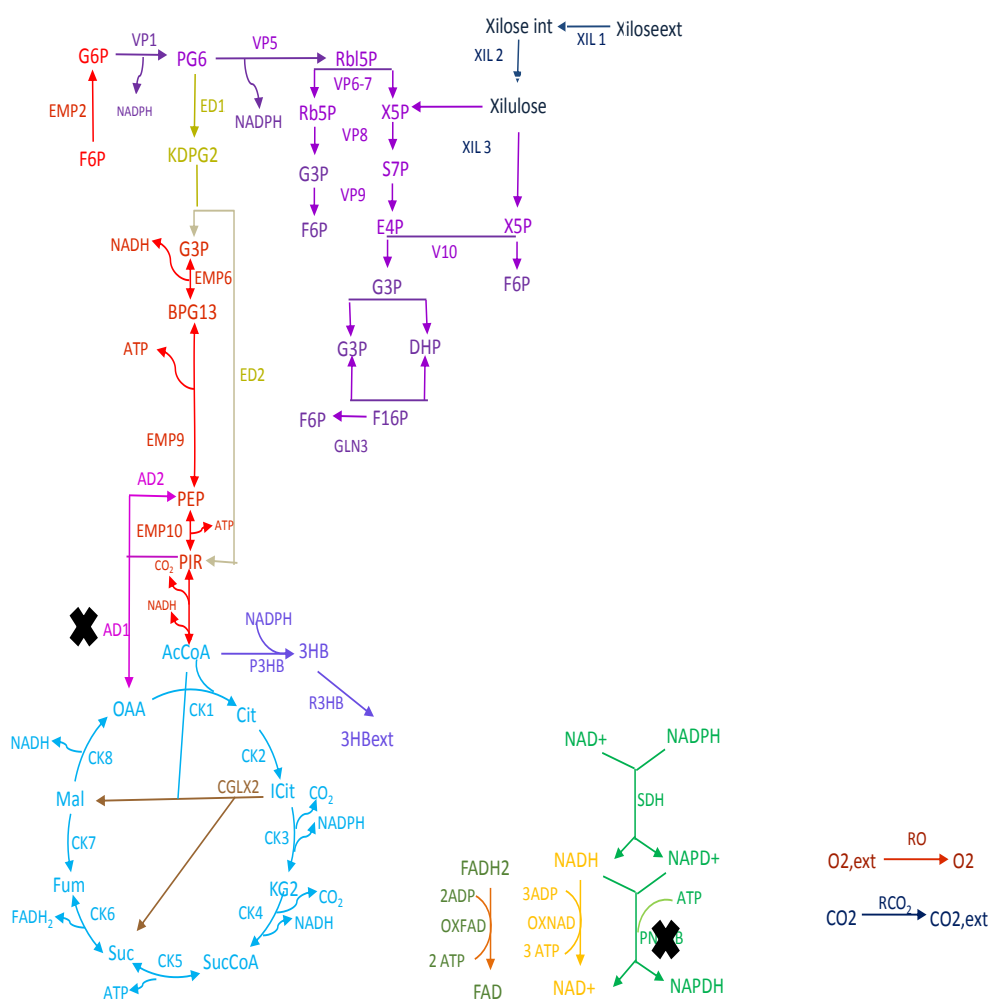 Xilose int
XIL 1
Xiloseext
G6P
VP1
PG6
VP5
Rbl5P
XIL 2
NADPH
NADPH
VP6-7
EMP2
ED1
Rb5P
X5P
Xilulose
F6P
KDPG2
VP8
XIL 3
G3P
S7P
VP9
F6P
E4P
X5P
NADH
G3P
V10
EMP6
G3P
F6P
BPG13
ATP
G3P
DHP
ED2
EMP9
F6P
F16P
GLN3
AD2
PEP
EMP10
ATP
CO2
PIR
NADH
AD1
NADPH
AcCoA
P3HB
3HB
R3HB
OAA
CK1
Cit
3HBext
NADH
CK8
CK2
NAD+
NADPH
Mal
CGLX2
ICit
CO2
SDH
CK7
CK3
NADPH
Fum
KG2
CO2
FADH2
NADH
NAPD+
O2,ext
RO
O2
FADH2
CK6
CK4
NADH
2ADP
3ADP
ATP
OXFAD
OXNAD
CO2
RCO2
CO2,ext
Suc
CK5
SucCoA
2 ATP
3 ATP
ATP
FAD
NAD+
NAPDH